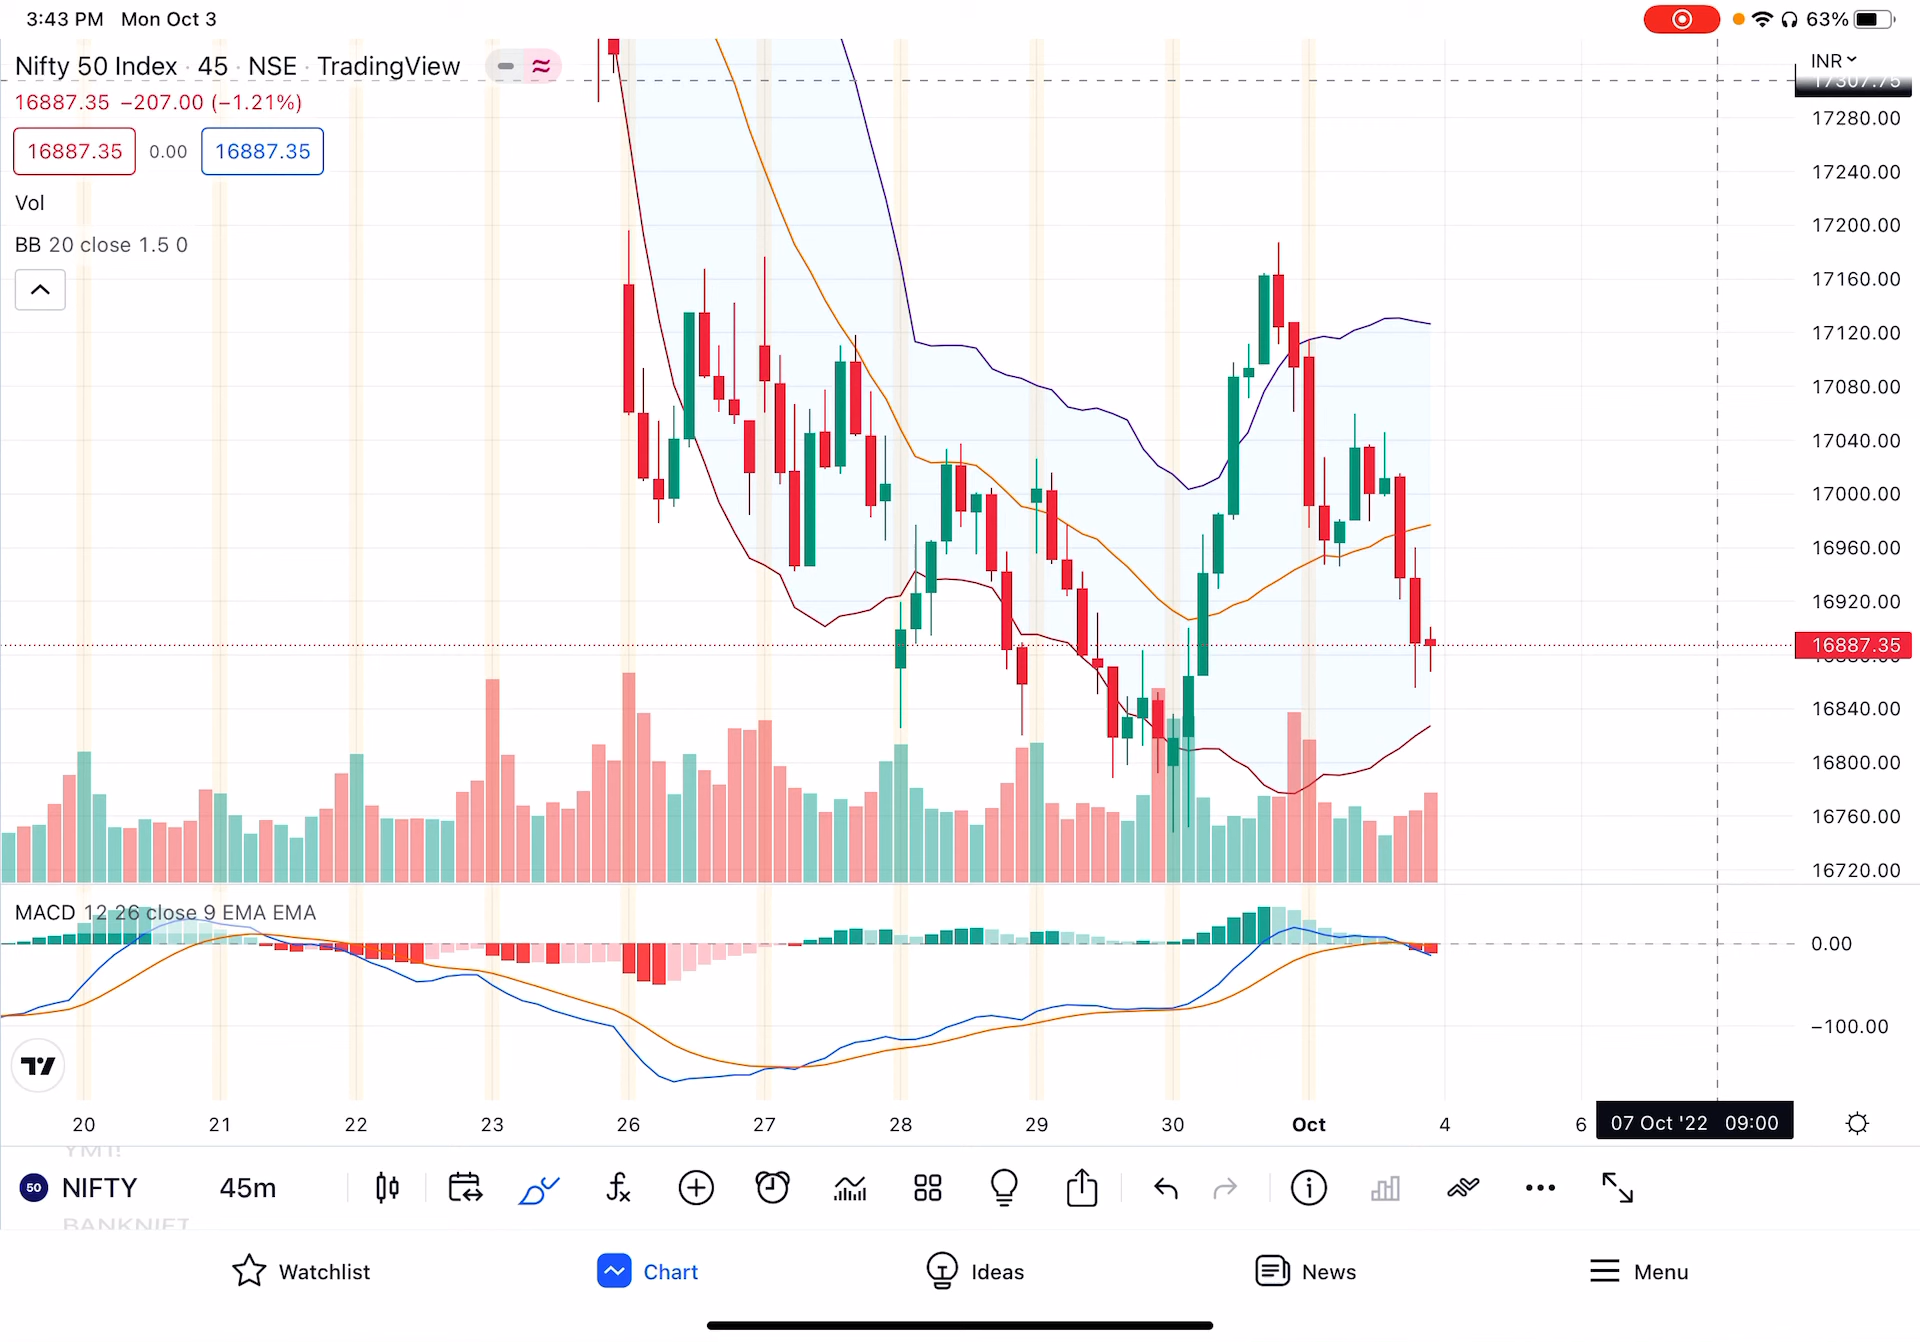 3:43 PM Mon Oct 3 63%
Nifty 50 Index · 45 · NSE · TradingView INR
16887.35 −207.00 (−1.21%) 17307.75
16887.35 0.00 16887.35
Vol
BB 20 close 1.5 0
17280.00
17240.00
17200.00
17160.00
17120.00
17080.00
17040.00
17000.00
16960.00
16920.00
16887.35
16840.00
16800.00
16760.00
16720.00
MACD 12 26 close 9 EMA EMA
0.00
−100.00
20 21 22 23 26 27 28 29 30 Oct 4 6 07 Oct '22 09:00
50 NIFTY 45m
BANKNIFT
Watchlist Chart Ideas News Menu